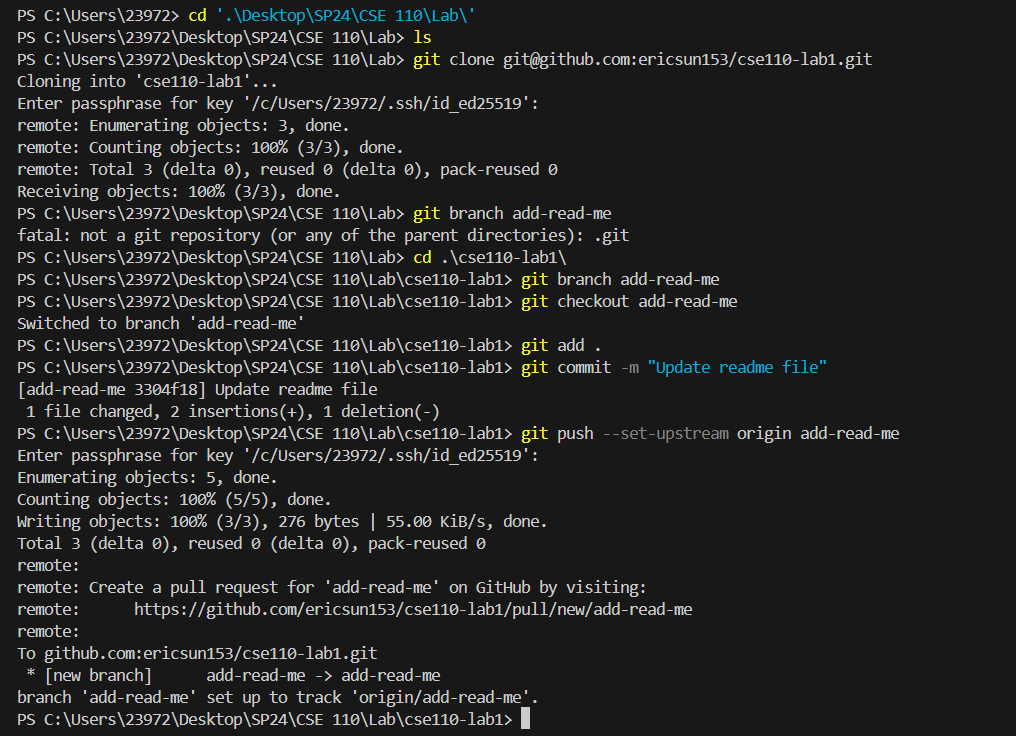 PS C:\Users\23972> cd '.\Desktop\SP24\CSE 110\Lab\'
PS C:\Users\23972\Desktop\SP24\CSE 110\Lab> ls
PS C:\Users\23972\Desktop\SP24\CSE 110\Lab> git clone git@github.com:ericsun153/cse110-lab1.git
Cloning into 'cse110-lab1'...
Enter passphrase for key '/c/Users/23972/.ssh/id_ed25519':
remote: Enumerating objects: 3, done.
remote: Counting objects: 100% (3/3), done.
remote: Total 3 (delta 0), reused 0 (delta 0), pack-reused 0
Receiving objects: 100% (3/3), done.
PS C:\Users\23972\Desktop\SP24\CSE 110\Lab> git branch add-read-me
fatal: not a git repository (or any of the parent directories): .git
PS C:\Users\23972\Desktop\SP24\CSE 110\Lab> cd .\cse110-lab1\
PS C:\Users\23972\Desktop\SP24\CSE 110\Lab\cse110-lab1> git branch add-read-me
PS C:\Users\23972\Desktop\SP24\CSE 110\Lab\cse110-lab1> git checkout add-read-me
Switched to branch 'add-read-me'
PS C:\Users\23972\Desktop\SP24\CSE 110\Lab\cse110-lab1> git add .
PS C:\Users\23972\Desktop\SP24\CSE 110\Lab\cse110-lab1> git commit -m "Update readme file"
[add-read-me 3304f18] Update readme file
 1 file changed, 2 insertions(+), 1 deletion(-)
PS C:\Users\23972\Desktop\SP24\CSE 110\Lab\cse110-lab1> git push --set-upstream origin add-read-me
Enter passphrase for key '/c/Users/23972/.ssh/id_ed25519':
Enumerating objects: 5, done.
Counting objects: 100% (5/5), done.
Writing objects: 100% (3/3), 276 bytes | 55.00 KiB/s, done.
Total 3 (delta 0), reused 0 (delta 0), pack-reused 0
remote:
remote: Create a pull request for 'add-read-me' on GitHub by visiting:
remote:      https://github.com/ericsun153/cse110-lab1/pull/new/add-read-me
remote:
To github.com:ericsun153/cse110-lab1.git
 * [new branch]      add-read-me -> add-read-me
branch 'add-read-me' set up to track 'origin/add-read-me'.
PS C:\Users\23972\Desktop\SP24\CSE 110\Lab\cse110-lab1>